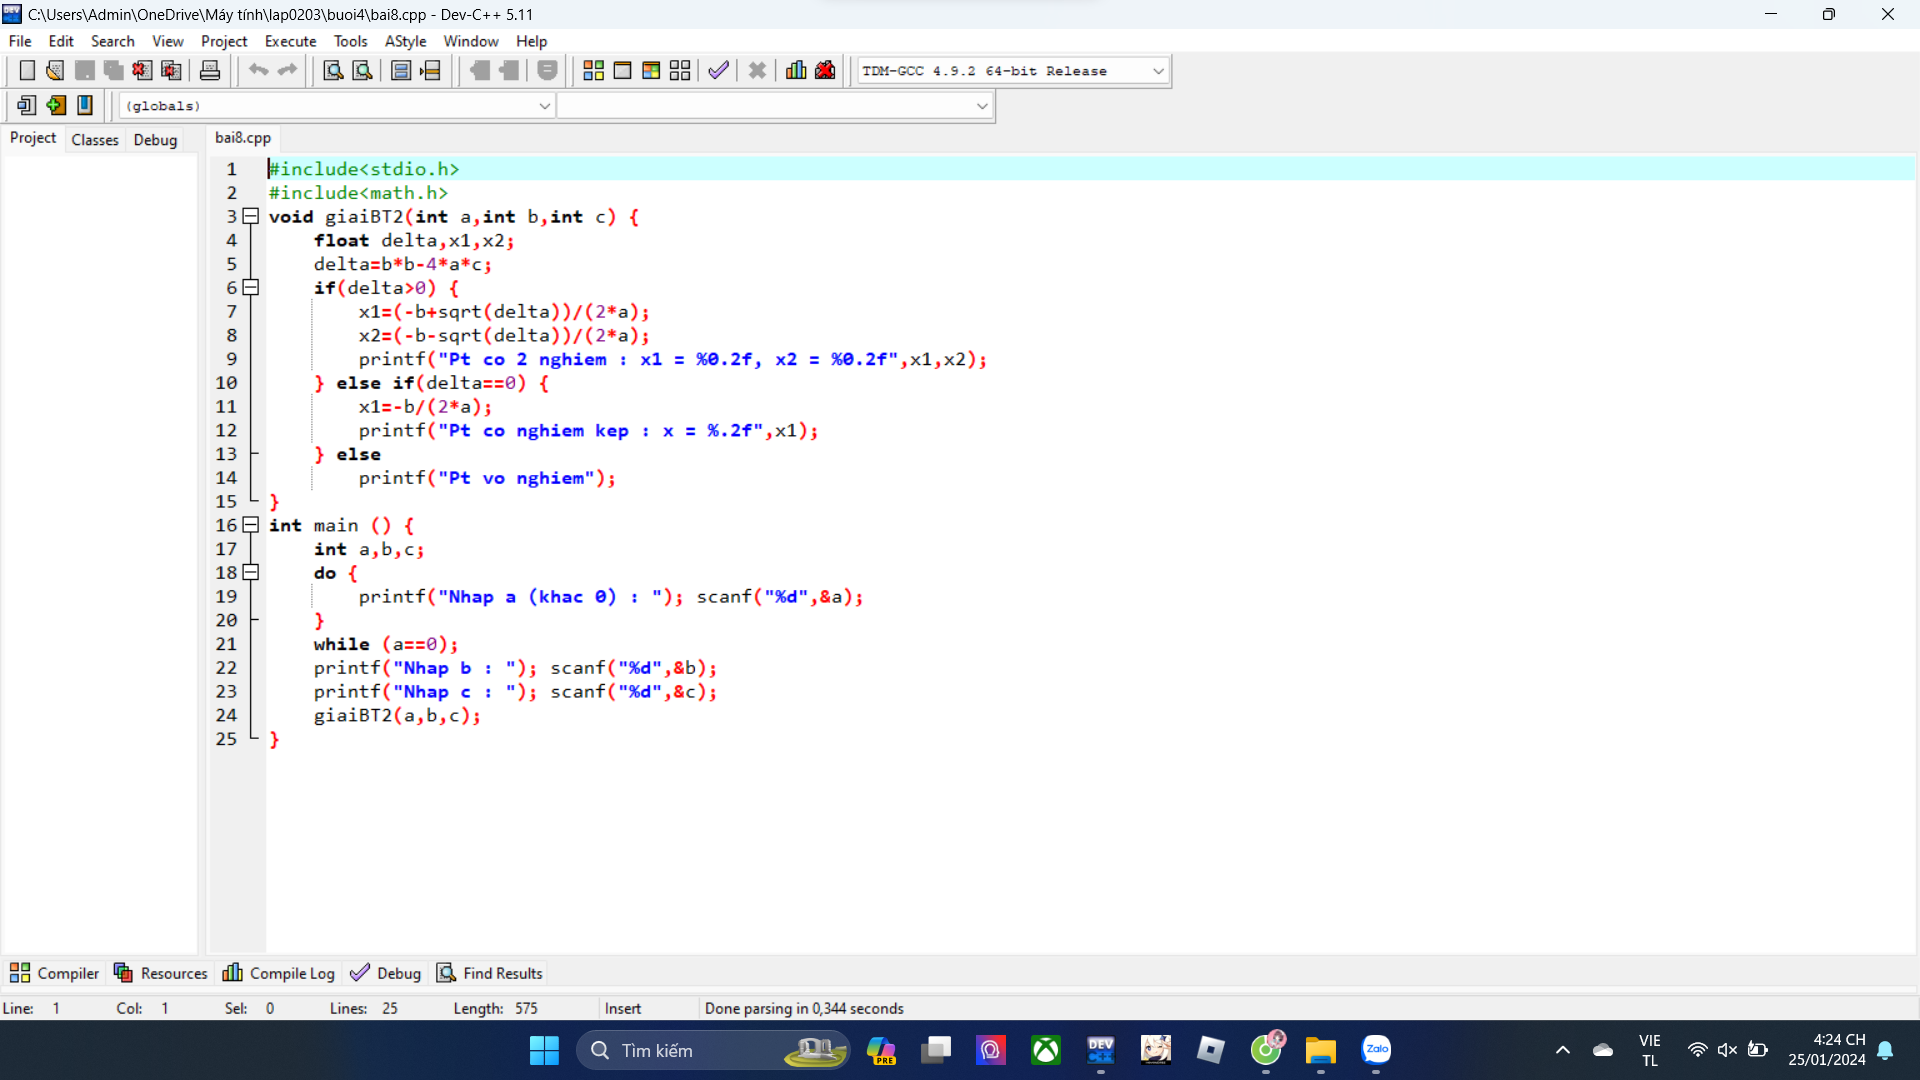 C:\Users\Admin\OneDrive\Máy tính\lap0203\buoi4\bai8.cpp - Dev-C++ 5.11
File Edit Search View Project Execute Tools AStyle Window Help
TDM-GCC 4.9.2 64-bit Release
(globals)
Project Classes Debug bai8.cpp
1 #include<stdio.h>
2 #include<math.h>
3 void giaiBT2(int a,int b,int c) {
4 float delta,x1,x2;
5 delta=b*b-4*a*c;
6 if(delta>0) {
7 x1=(-b+sqrt(delta))/(2*a);
8 x2=(-b-sqrt(delta))/(2*a);
9 printf("Pt co 2 nghiem : x1 = %0.2f, x2 = %0.2f",x1,x2);
10 } else if(delta==0) {
11 x1=-b/(2*a);
12 printf("Pt co nghiem kep : x = %.2f",x1);
13 } else
14 printf("Pt vo nghiem");
15 }
16 int main () {
17 int a,b,c;
18 do {
19 printf("Nhap a (khac 0) : "); scanf("%d",&a);
20 }
21 while (a==0);
22 printf("Nhap b : "); scanf("%d",&b);
23 printf("Nhap c : "); scanf("%d",&c);
24 giaiBT2(a,b,c);
25 }
Compiler Resources Compile Log Debug Find Results
Line: 1 Col: 1 Sel: 0 Lines: 25 Length: 575 Insert Done parsing in 0,344 seconds
Tìm kiếm PRE DEV C++ Zalo VIE 4:24 CH
TL 25/01/2024